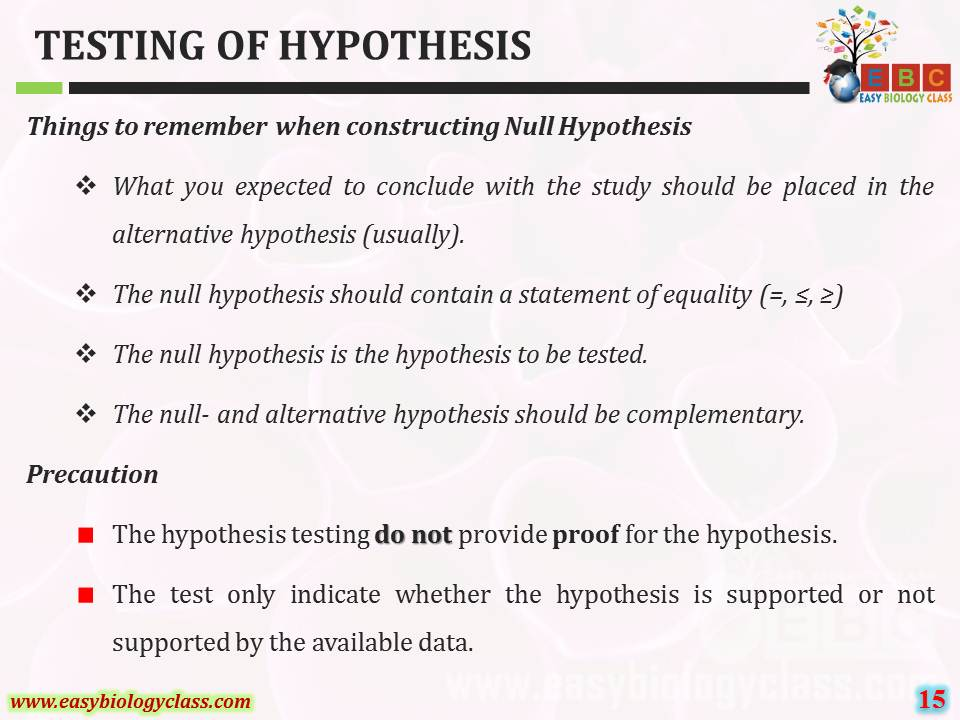 TESTING OF HYPOTHESIS
E B C
EASY BIOLOGY CLASS
Things to remember when constructing Null Hypothesis
❖ What you expected to conclude with the study should be placed in the
alternative hypothesis (usually).
❖ The null hypothesis should contain a statement of equality (=, ≤, ≥)
❖ The null hypothesis is the hypothesis to be tested.
❖ The null- and alternative hypothesis should be complementary.
Precaution
■ The hypothesis testing do not provide proof for the hypothesis.
■ The test only indicate whether the hypothesis is supported or not
supported by the available data.
EBC
www.easybiologyclass.com
www.easybiologyclass.com
15